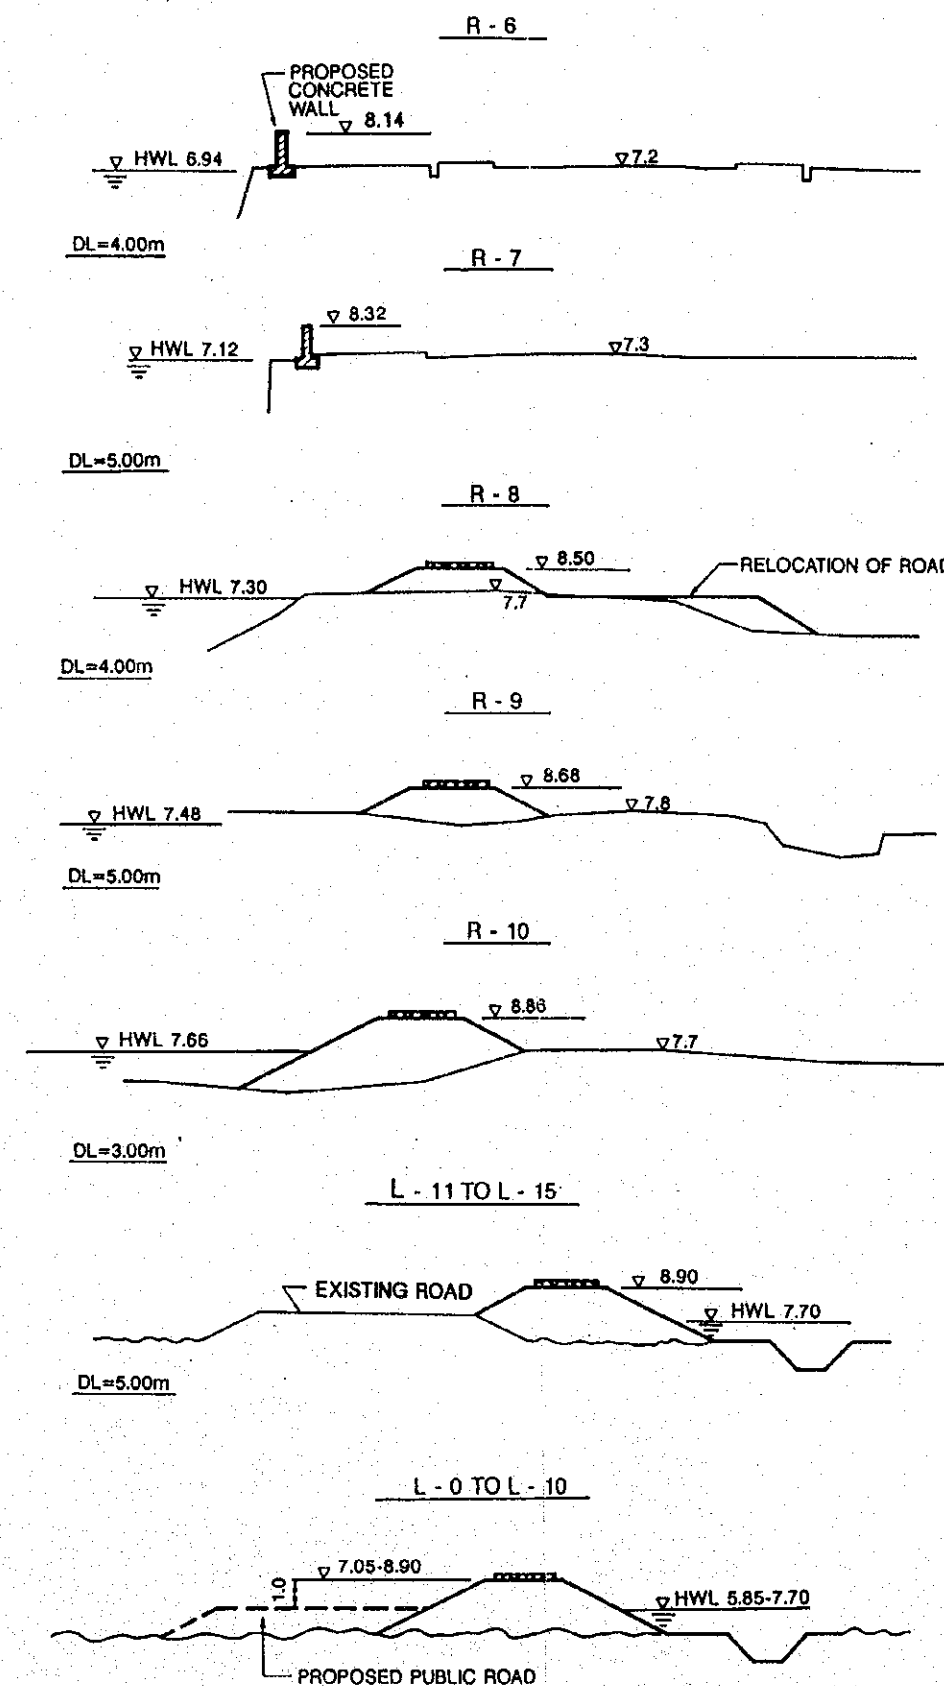 R - 6
PROPOSED
CONCRETE
WALL
8.14
HWL 6.94
7.2
DL=4.00m
R - 7
8.32
HWL 7.12
7.3
DL=5.00m
R - 8
8.50
RELOCATION OF ROAD
HWL 7.30
7.7
DL=4.00m
R - 9
8.68
HWL 7.48
7.8
DL=5.00m
R - 10
8.86
HWL 7.66
7.7
DL=3.00m
L - 11 TO L - 15
EXISTING ROAD
8.90
HWL 7.70
DL=5.00m
L - 0 TO L - 10
7.05-8.90
1.0
HWL 5.85-7.70
PROPOSED PUBLIC ROAD